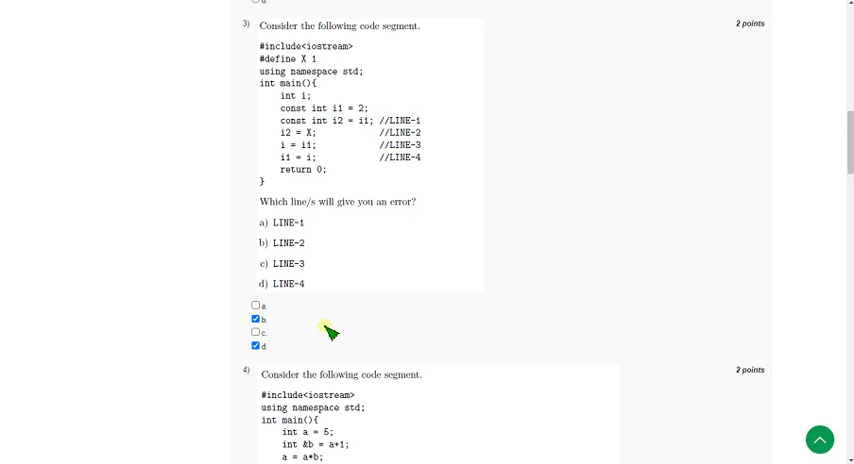 d.
3) Consider the following code segment. 2 points
#include<iostream>
#define X 1
using namespace std;
int main(){
int i;
const int i1 = 2;
const int i2 = i1; //LINE-1
i2 = X; //LINE-2
i = i1; //LINE-3
i1 = i; //LINE-4
return 0;
}
Which line/s will give you an error?
a) LINE-1
b) LINE-2
c) LINE-3
d) LINE-4
a.
b.
c.
d.
4) Consider the following code segment. 2 points
#include<iostream>
using namespace std;
int main(){
int a = 5;
int &b = a+1;
a = a*b;